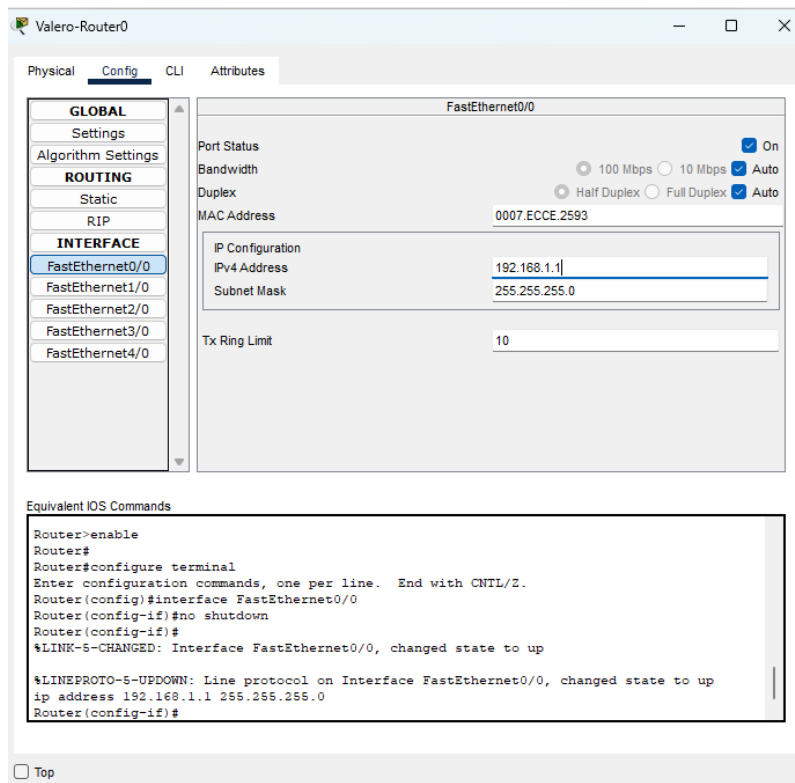 Valero-Router0
Physical Config CLI Attributes
GLOBAL
Settings
Algorithm Settings
ROUTING
Static
RIP
INTERFACE
FastEthernet0/0
FastEthernet1/0
FastEthernet2/0
FastEthernet3/0
FastEthernet4/0
FastEthernet0/0
Port Status On
Bandwidth 100 Mbps 10 Mbps Auto
Duplex Half Duplex Full Duplex Auto
MAC Address 0007.ECCE.2593
IP Configuration
IPv4 Address 192.168.1.1
Subnet Mask 255.255.255.0
Tx Ring Limit 10
Equivalent IOS Commands
Router>enable
Router#
Router#configure terminal
Enter configuration commands, one per line.  End with CNTL/Z.
Router(config)#interface FastEthernet0/0
Router(config-if)#no shutdown
Router(config-if)#
%LINK-5-CHANGED: Interface FastEthernet0/0, changed state to up
%LINEPROTO-5-UPDOWN: Line protocol on Interface FastEthernet0/0, changed state to up
ip address 192.168.1.1 255.255.255.0
Router(config-if)#
Top